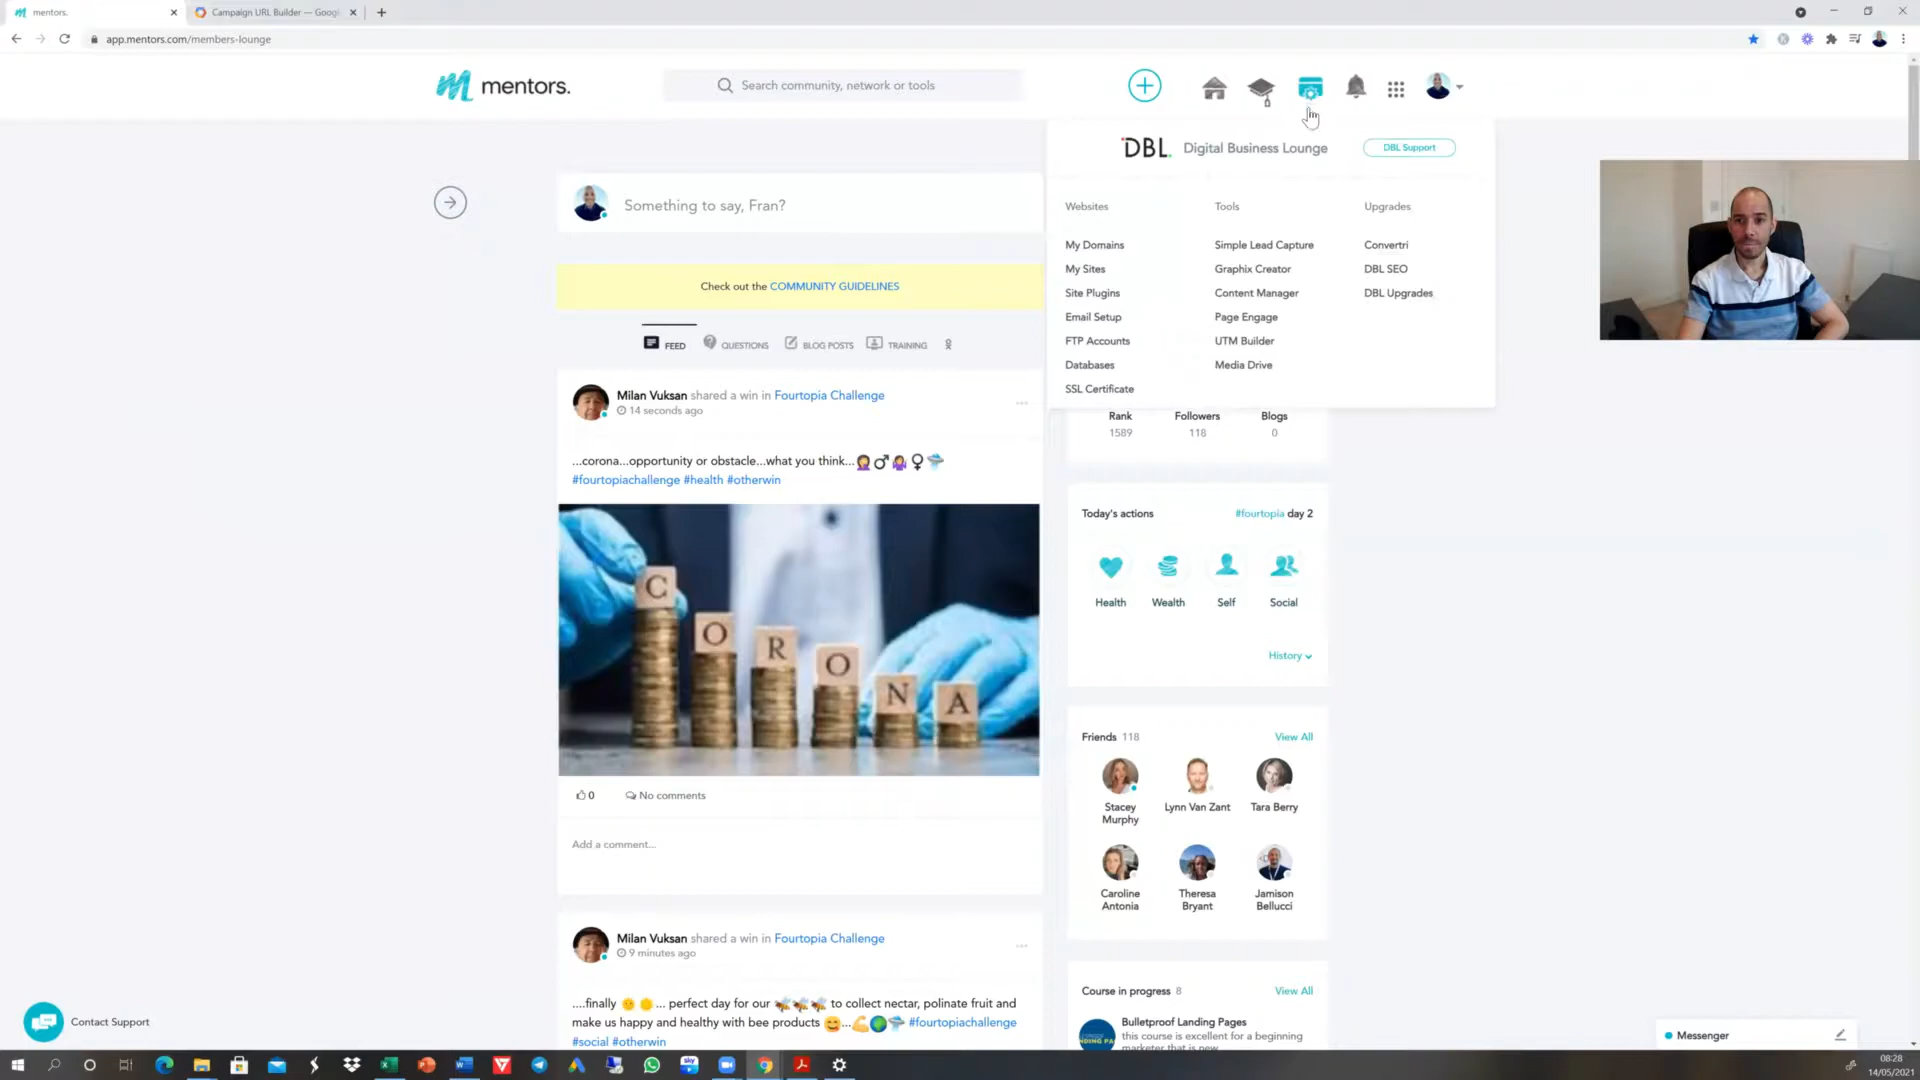 mentors.
Campaign URL Builder — Googl
app.mentors.com/members-lounge
mentors.
Search community, network or tools
DBL. Digital Business Lounge
DBL Support
Something to say, Fran?
Check out the COMMUNITY GUIDELINES
FEED
QUESTIONS
BLOG POSTS
TRAINING
Websites
My Domains
My Sites
Site Plugins
Email Setup
FTP Accounts
Databases
SSL Certificate
Tools
Simple Lead Capture
Graphix Creator
Content Manager
Page Engage
UTM Builder
Media Drive
Upgrades
Convertri
DBL SEO
DBL Upgrades
Milan Vuksan shared a win in Fourtopia Challenge
14 seconds ago
...corona...opportunity or obstacle...what you think...🤦♂🤷♀🛸
#fourtopiachallenge #health #otherwin
C O R O N A
0
No comments
Add a comment...
Milan Vuksan shared a win in Fourtopia Challenge
9 minutes ago
....finally 🌞🌞... perfect day for our 🐝🐝🐝 to collect nectar, polinate fruit and
make us happy and healthy with bee products 😄...💪🌍🛸 #fourtopiachallenge
#social #otherwin
Rank
1589
Followers
118
Blogs
0
Today's actions
#fourtopia day 2
Health
Wealth
Self
Social
History
Friends 118
View All
Stacey
Murphy
Lynn Van Zant
Tara Berry
Caroline
Antonia
Theresa
Bryant
Jamison
Bellucci
Course in progress 8
View All
Bulletproof Landing Pages
this course is excellent for a beginning
marketer that is new
Contact Support
Messenger
08:28
14/05/2021